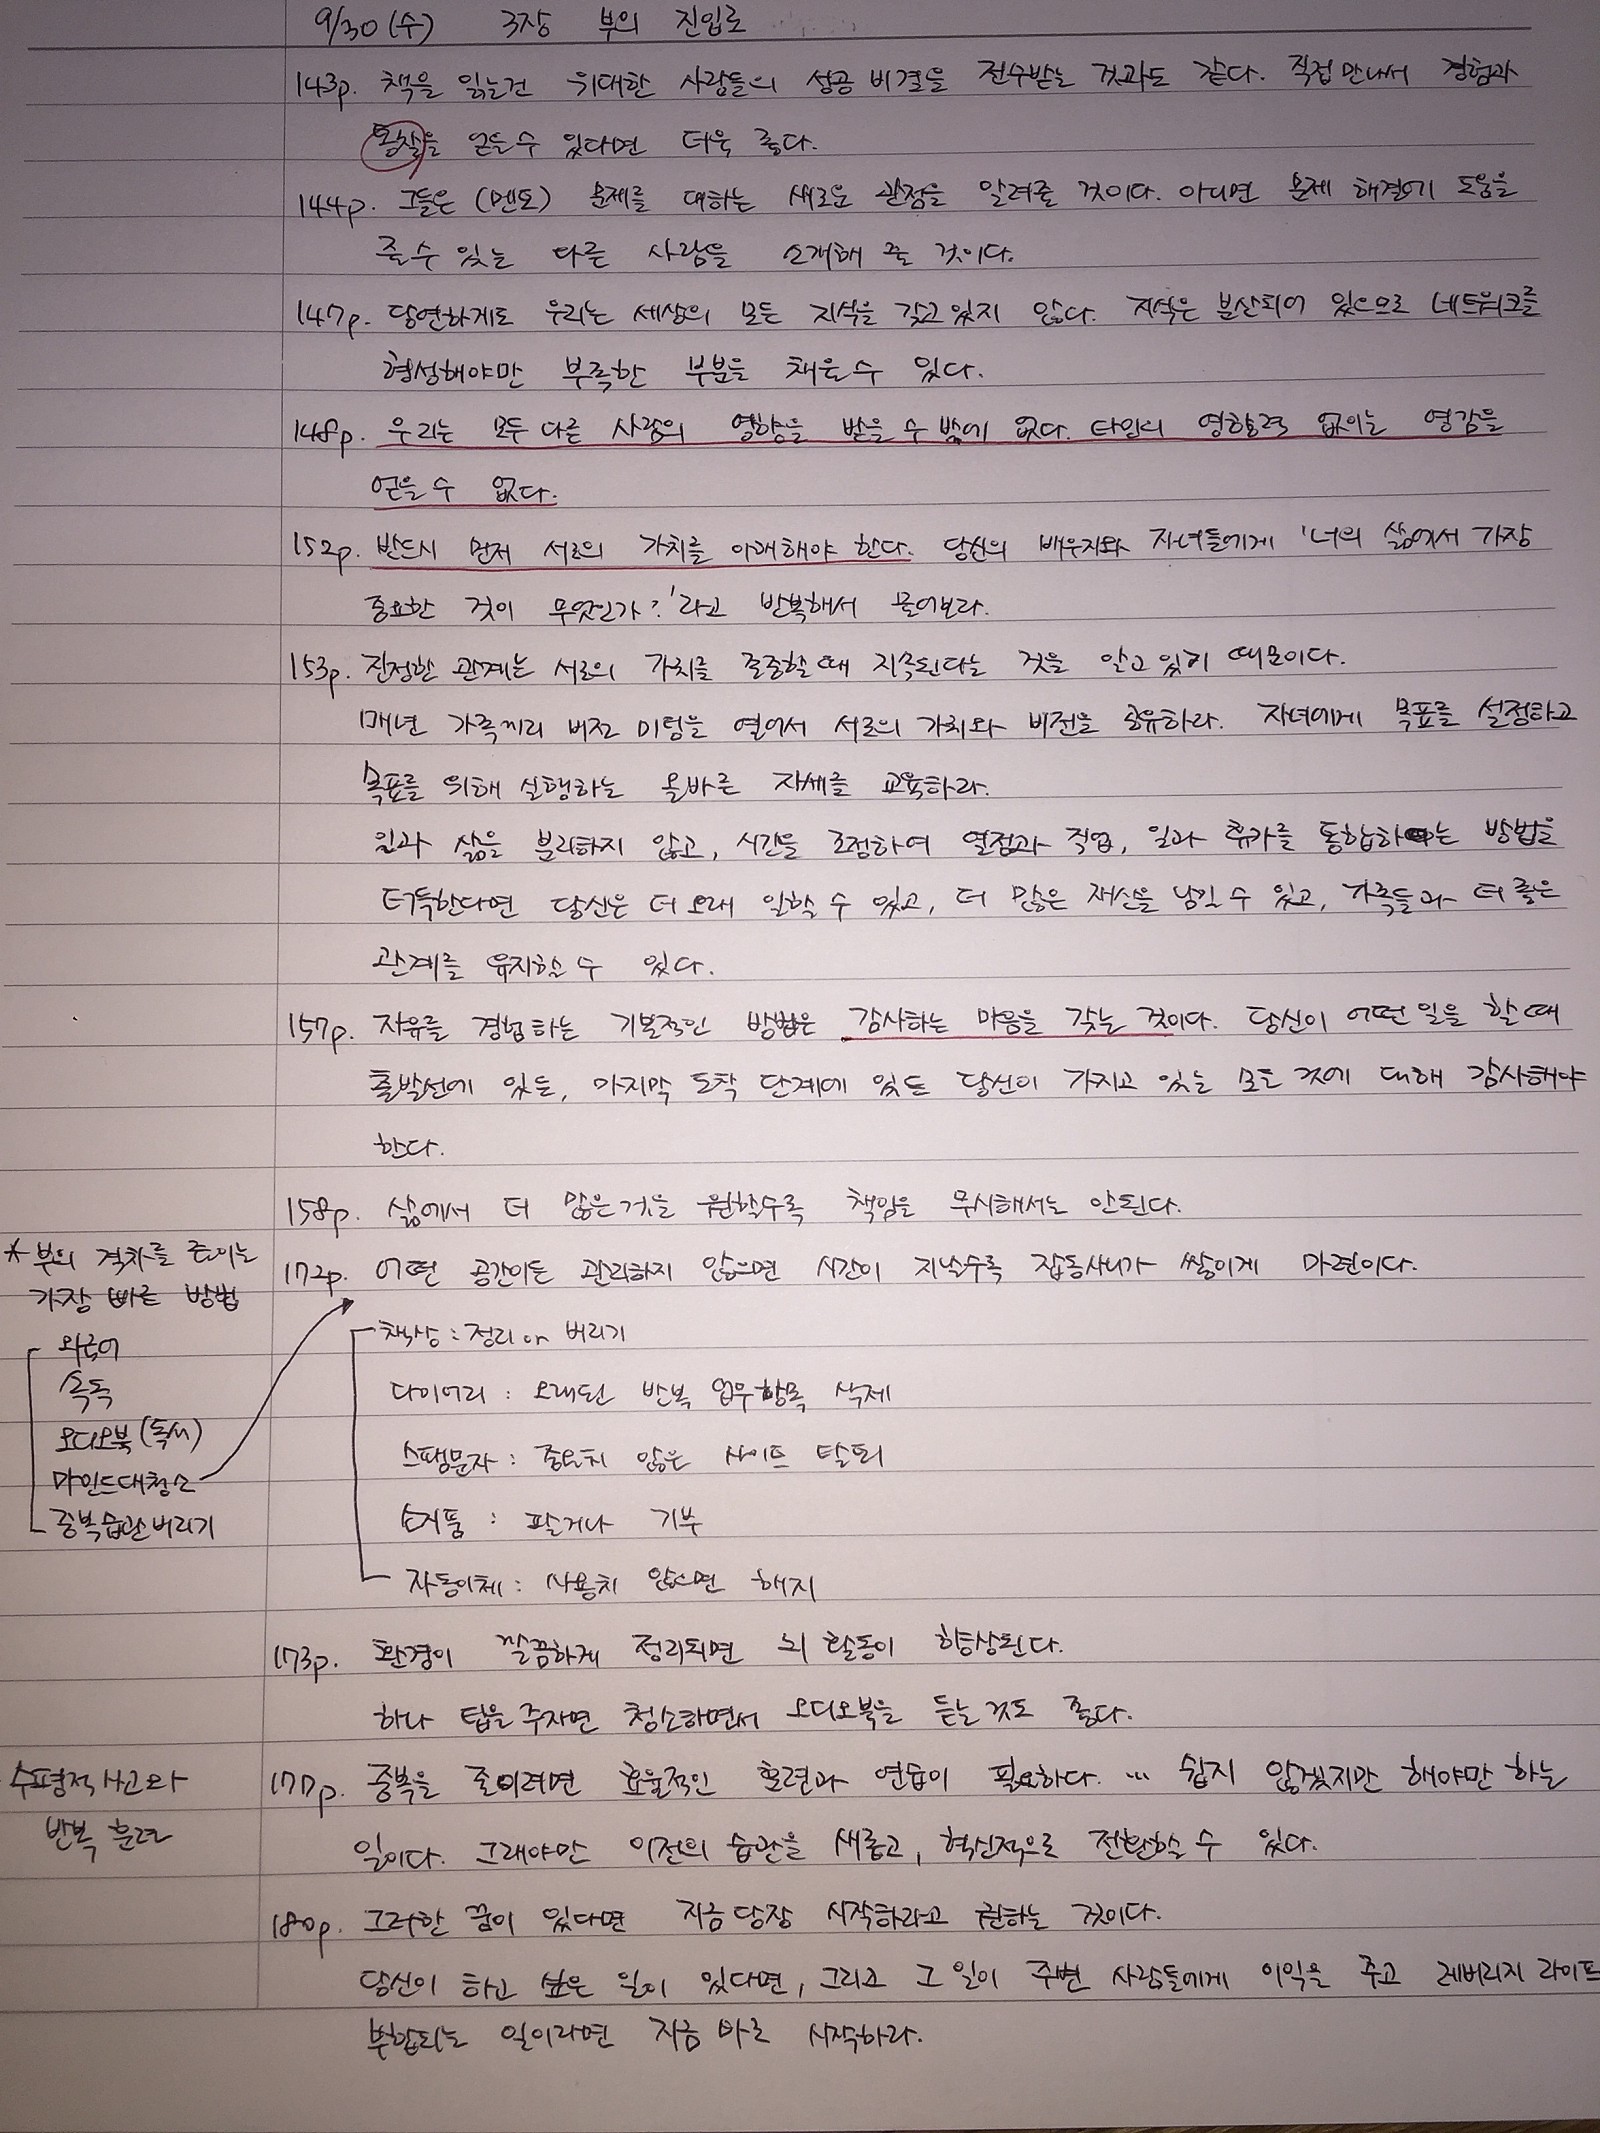 9/30(수) 3장 부의 진입로
143p. 책을 읽는건 위대한 사람들의 성공 비결을 전수받는 것과도 같다. 직접 만나서 경험과
통찰을 얻을수 있다면 더욱 좋다.
144p. 그들은 (멘토) 문제를 대하는 새로운 관점을 알려줄 것이다. 아니면 문제 해결에 도움을
줄 수 있는 다른 사람을 소개해 줄 것이다.
147p. 당연하게도 우리는 세상의 모든 지식을 갖고 있지 않다. 지식은 분산되어 있으므로 네트워크를
형성해야만 부족한 부분을 채울 수 있다.
148p. 우리는 모두 다른 사람의 영향을 받을 수 밖에 없다. 타인의 영향력 없이는 영감을
얻을 수 없다.
152p. 반드시 먼저 서로의 가치를 이해해야 한다. 당신의 배우자와 자녀들에게 '너의 삶에서 가장
중요한 것이 무엇인가?'라고 반복해서 물어보라.
153p. 진정한 관계는 서로의 가치를 존중할 때 지속된다는 것을 알고 있기 때문이다.
매년 가족끼리 비전 미팅을 열어서 서로의 가치와 비전을 공유하라. 자녀에게 목표를 설정하고
목표를 위해 실행하는 올바른 자세를 교육하라.
일과 삶을 분리하지 않고, 시간을 조정하여 열정과 직업, 일과 휴가를 통합하는 방법을
터득한다면 당신은 더 오래 일할 수 있고, 더 많은 재산을 남길 수 있고, 가족들과 더 좋은
관계를 유지할 수 있다.
157p. 자유를 경험하는 기본적인 방법은 감사하는 마음을 갖는 것이다. 당신이 어떤 일을 할 때
출발선에 있든, 마지막 도착 단계에 있든 당신이 가지고 있는 모든 것에 대해 감사해야
한다.
158p. 삶에서 더 많은 것을 원할수록 책임을 무시해서는 안된다.
* 부의 격차를 줄이는
가장 빠른 방법
외국어
속독
오디오북(독서)
마인드대청소
중복습관버리기
172p. 어떤 공간이든 관리하지 않으면 시간이 지날수록 잡동사니가 쌓이게 마련이다.
책상 : 정리 or 버리기
다이어리 : 오래된 반복 업무항목 삭제
스팸문자 : 중요치 않은 사이트 탈퇴
소지품 : 팔거나 기부
자동이체 : 사용치 않으면 해지
173p. 환경이 깔끔하게 정리되면 뇌 활동이 향상된다.
하나 팁을 주자면 청소하면서 오디오북을 듣는 것도 좋다.
수평적 사고와
반복 훈련
177p. 중복을 줄이려면 효율적인 훈련과 연습이 필요하다. … 쉽지 않겠지만 해야만 하는
일이다. 그래야만 이전의 습관을 새롭고, 혁신적으로 전환할 수 있다.
180p. 그러한 꿈이 있다면 지금 당장 시작하라고 권하는 것이다.
당신이 하고 싶은 일이 있다면, 그리고 그 일이 주변 사람들에게 이익을 주고 레버리지 라이프
부합되는 일이라면 지금 바로 시작하라.